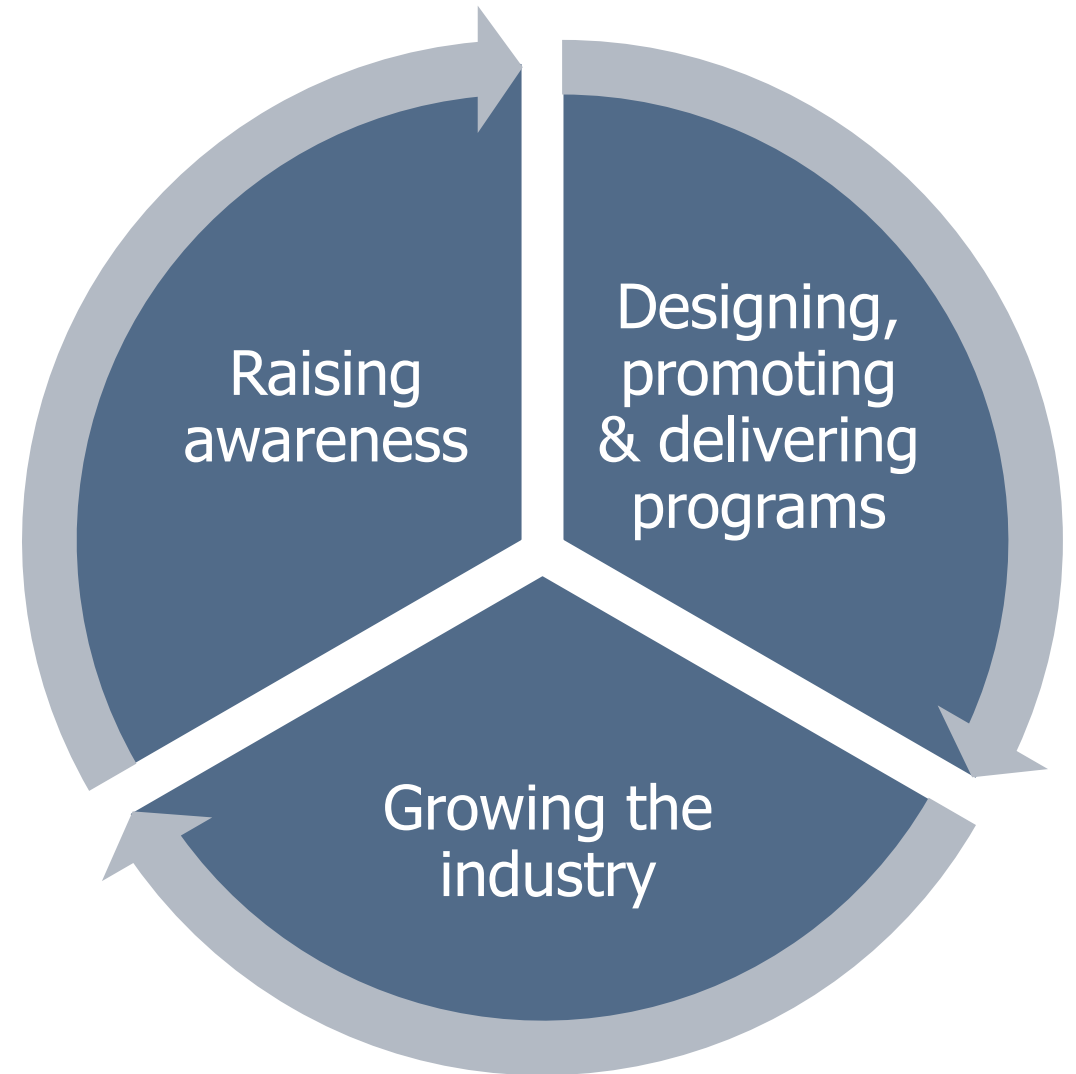 Raising
awareness
Designing,
promoting
& delivering
programs
Growing the
industry